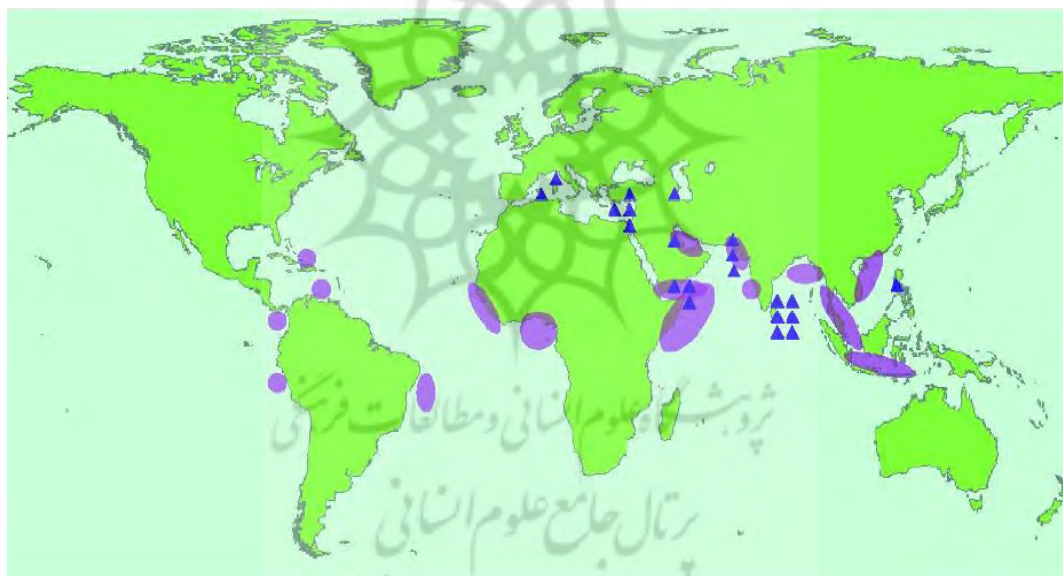 پژوهشگاه علوم انسانی و مطالعات فرهنگی
پرتال جامع علوم انسانی